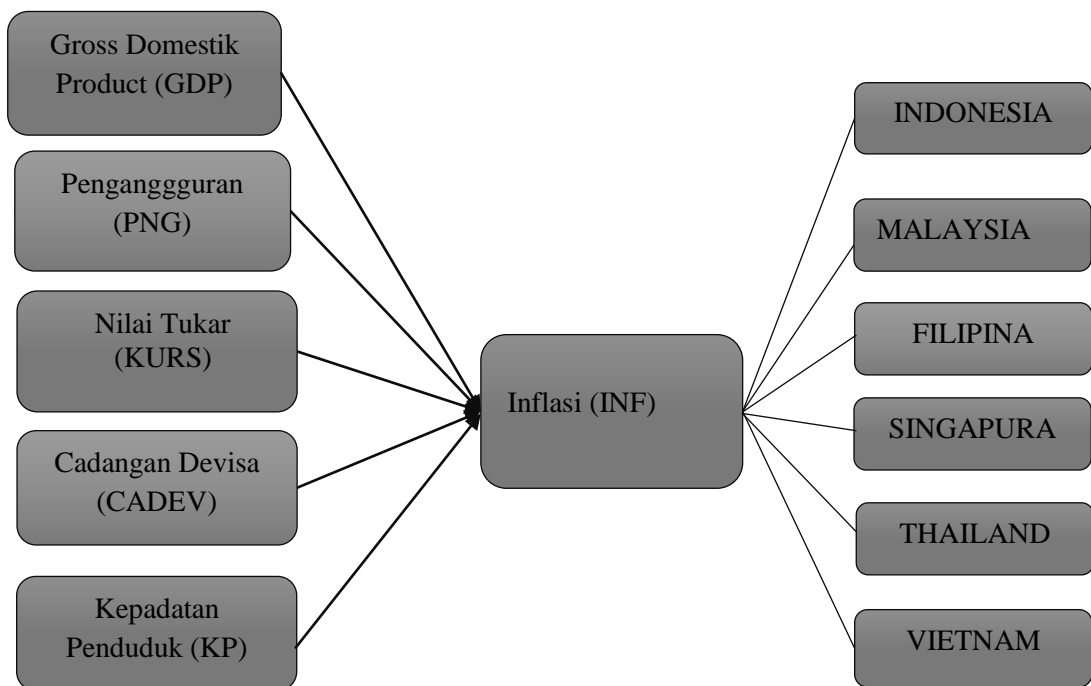 Gross Domestik
Product (GDP)
Penganggguran
(PNG)
Nilai Tukar
(KURS)
Cadangan Devisa
(CADEV)
Kepadatan
Penduduk (KP)
Inflasi (INF)
INDONESIA
MALAYSIA
FILIPINA
SINGAPURA
THAILAND
VIETNAM